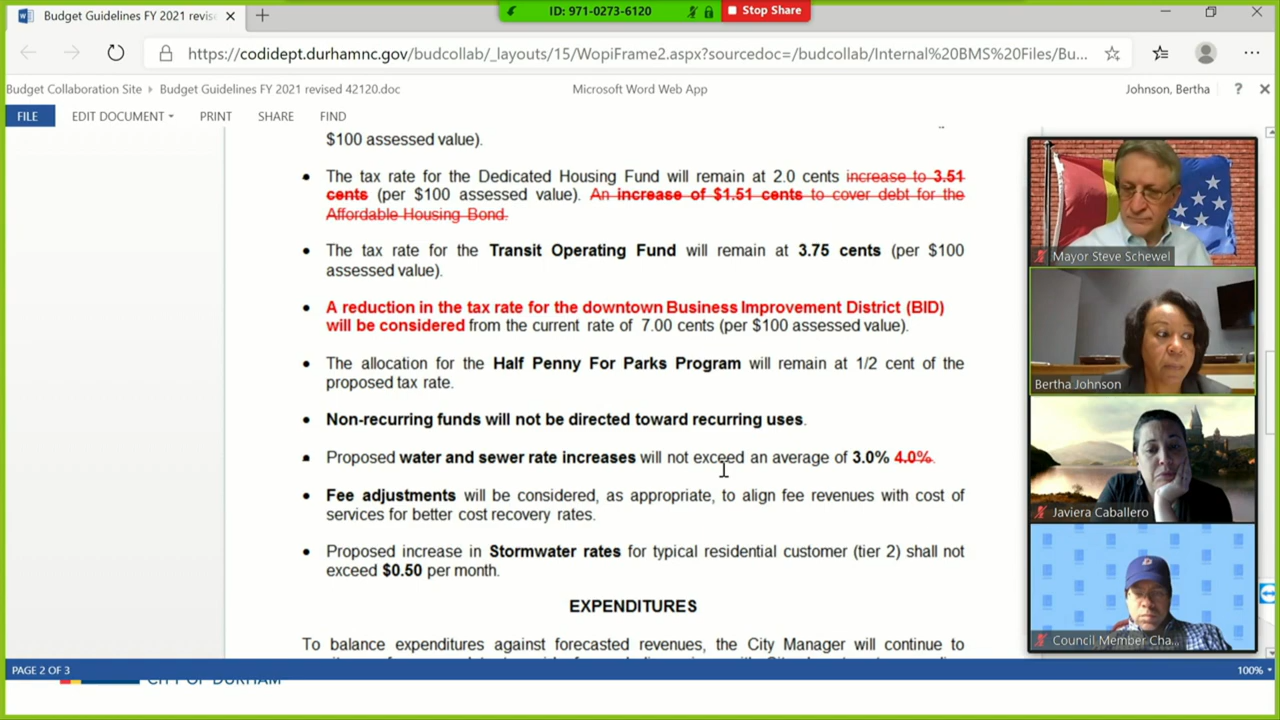 Budget Guidelines FY 2021 revise
ID: 971-0273-6120
Stop Share
https://codidept.durhamnc.gov/budcollab/_layouts/15/WopiFrame2.aspx?sourcedoc=/budcollab/Internal%20BMS%20Files/Bu...
Budget Collaboration Site ▸ Budget Guidelines FY 2021 revised 42120.doc
Microsoft Word Web App
Johnson, Bertha ?
FILE EDIT DOCUMENT PRINT SHARE FIND
$100 assessed value).
• The tax rate for the Dedicated Housing Fund will remain at 2.0 cents increase to 3.51
cents (per $100 assessed value). An increase of $1.51 cents to cover debt for the
Affordable Housing Bond.
• The tax rate for the Transit Operating Fund will remain at 3.75 cents (per $100
assessed value).
• A reduction in the tax rate for the downtown Business Improvement District (BID)
will be considered from the current rate of 7.00 cents (per $100 assessed value).
• The allocation for the Half Penny For Parks Program will remain at 1/2 cent of the
proposed tax rate.
• Non-recurring funds will not be directed toward recurring uses.
• Proposed water and sewer rate increases will not exceed an average of 3.0% 4.0%.
• Fee adjustments will be considered, as appropriate, to align fee revenues with cost of
services for better cost recovery rates.
• Proposed increase in Stormwater rates for typical residential customer (tier 2) shall not
exceed $0.50 per month.
EXPENDITURES
To balance expenditures against forecasted revenues, the City Manager will continue to
PAGE 2 OF 3
100%
CITY OF DURHAM
Mayor Steve Schewel
Bertha Johnson
Javiera Caballero
Council Member Cha...